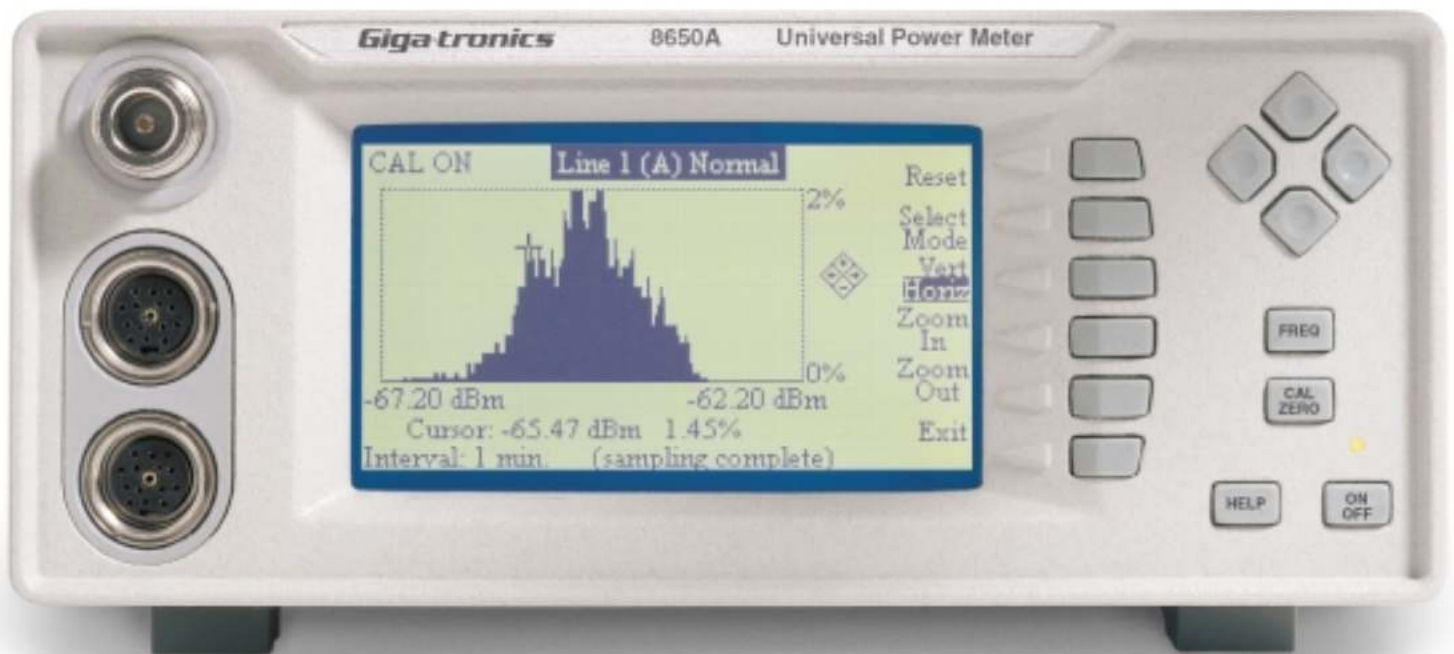 Giga-tronics 8650A Universal Power Meter
CAL ON Line 1 (A) Normal
2%
0%
-67.20 dBm -62.20 dBm
Cursor: -65.47 dBm 1.45%
Interval: 1 min. (sampling complete)
Reset
Select
Mode
Vert
Horiz
Zoom
In
Zoom
Out
Exit
FREQ
CAL
ZERO
HELP
ON
OFF